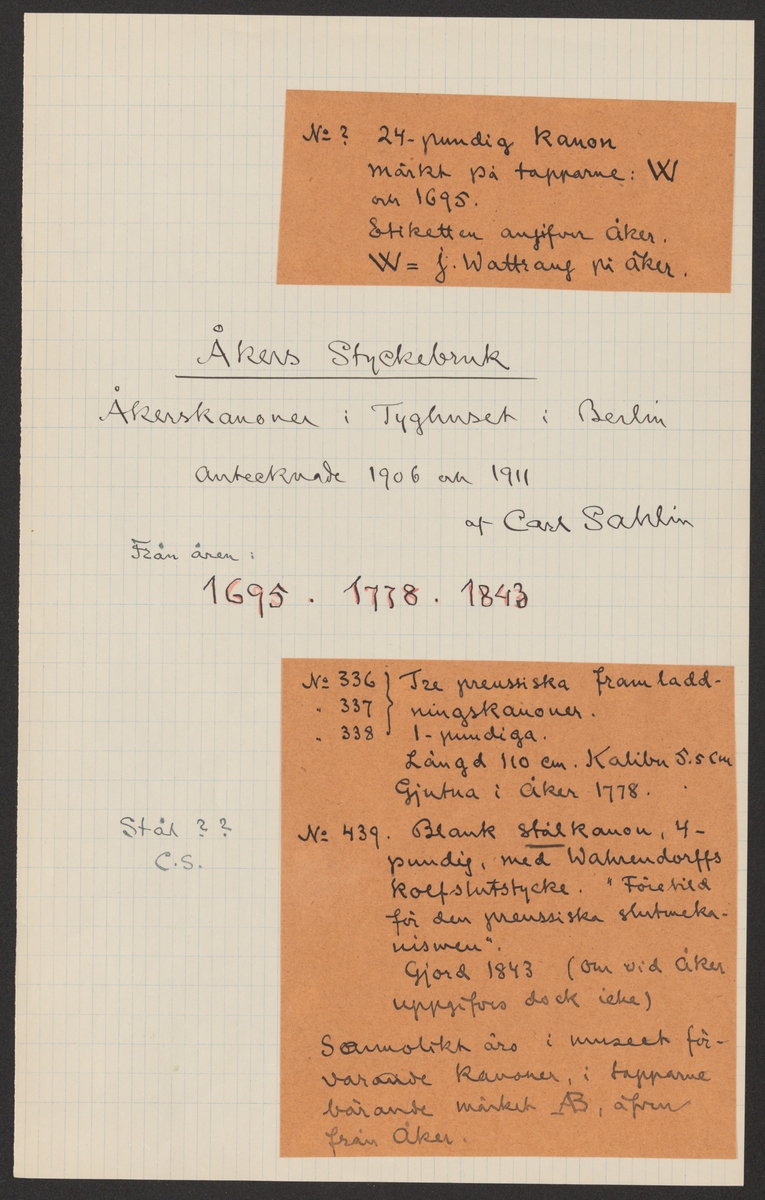 No ? 24-pundig kanon
märkt på tapparne: W
och 1695.
Etiketten angifver Åker.
W = J. Wattrang på Åker.
Åkers Styckebruk
Åkerskanoner i Tyghuset i Berlin
Antecknade 1906 och 1911
af Carl Sahlin
Från åren:
1695 . 1778 . 1843
No 336 } Tre preussiska framladd-
" 337 } ningskanoner.
" 338 } 1-pundiga.
Längd 110 cm. Kaliber 5.5 cm
Gjutna i Åker 1778.
Stål ??
C.S.
No 439. Blank stålkanon, 4-
pundig, med Wahrendorffs
kolfslutstycke. "Förebild
för den preussiska slutmeka-
nismen".
Gjord 1843 (om vid Åker
uppgifves dock icke)
Sannolikt äro i museet för-
varande kanoner, i tapparne
bärande märket AB, äfven
från Åker.